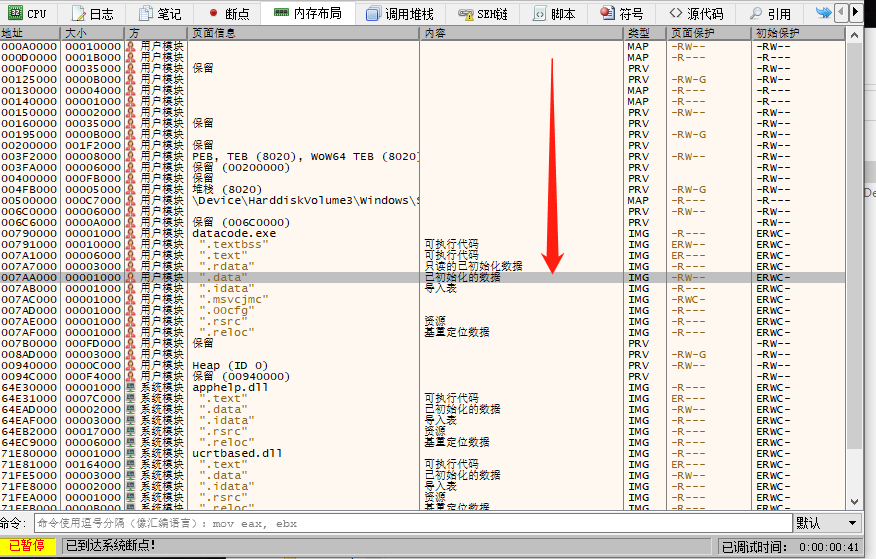 CPU 日志 笔记 断点 内存布局 调用堆栈 SEH链 脚本 符号 源代码 引用
地址 大小 方 页面信息 内容 类型 页面保护 初始保护
000A0000 00010000 用户模块 MAP -RW-- -RW--
000D0000 0001B000 用户模块 MAP -R--- -R---
000F0000 00035000 用户模块 保留 PRV -RW--
00125000 0000B000 用户模块 PRV -RW-G -RW--
00130000 00004000 用户模块 MAP -R--- -R---
00140000 00001000 用户模块 MAP -R--- -R---
00150000 00002000 用户模块 PRV -RW-- -RW--
00160000 00035000 用户模块 保留 PRV -RW--
00195000 0000B000 用户模块 PRV -RW-G -RW--
00200000 001F2000 用户模块 保留 PRV -RW--
003F2000 00008000 用户模块 PEB, TEB (8020), WOW64 TEB (8020) PRV -RW-- -RW--
003FA000 00006000 用户模块 保留 (00200000) PRV -RW--
00400000 000FB000 用户模块 保留 PRV -RW--
004FB000 00005000 用户模块 堆栈 (8020) PRV -RW-G -RW--
00500000 000C7000 用户模块 \Device\HarddiskVolume3\Windows\S MAP -R--- -R---
006C0000 00006000 用户模块 PRV -RW-- -RW--
006C6000 0000A000 用户模块 保留 (006C0000) PRV -RW--
00790000 00001000 用户模块 datacode.exe IMG -R--- ERWC-
00791000 00010000 用户模块 ".textbss" 可执行代码 IMG ERW-- ERWC-
007A1000 00006000 用户模块 ".text" 可执行代码 IMG ER--- ERWC-
007A7000 00003000 用户模块 ".rdata" 只读的已初始化数据 IMG -R--- ERWC-
007AA000 00001000 用户模块 ".data" 已初始化的数据 IMG -RW-- ERWC-
007AB000 00001000 用户模块 ".idata" 导入表 IMG -R--- ERWC-
007AC000 00001000 用户模块 ".msvcjmc" IMG -RWC- ERWC-
007AD000 00001000 用户模块 ".00cfg" IMG -R--- ERWC-
007AE000 00001000 用户模块 ".rsrc" 资源 IMG -R--- ERWC-
007AF000 00001000 用户模块 ".reloc" 基重定位数据 IMG -R--- ERWC-
007B0000 000FD000 用户模块 保留 PRV -RW--
008AD000 00003000 用户模块 PRV -RW-G -RW--
00940000 0000C000 用户模块 Heap (ID 0) PRV -RW-- -RW--
0094C000 000F4000 用户模块 保留 (00940000) PRV -RW--
64E30000 00001000 系统模块 apphelp.dll IMG -R--- ERWC-
64E31000 0007C000 系统模块 ".text" 可执行代码 IMG ER--- ERWC-
64EAD000 00002000 系统模块 ".data" 已初始化的数据 IMG -RW-- ERWC-
64EAF000 00003000 系统模块 ".idata" 导入表 IMG -R--- ERWC-
64EB2000 00017000 系统模块 ".rsrc" 资源 IMG -R--- ERWC-
64EC9000 00006000 系统模块 ".reloc" 基重定位数据 IMG -R--- ERWC-
71E80000 00001000 系统模块 ucrtbased.dll IMG -R--- ERWC-
71E81000 00164000 系统模块 ".text" 可执行代码 IMG ER--- ERWC-
71FE5000 00003000 系统模块 ".data" 已初始化的数据 IMG -RW-- ERWC-
71FE8000 00002000 系统模块 ".idata" 导入表 IMG -R--- ERWC-
71FEA000 00001000 系统模块 ".rsrc" 资源 IMG -R--- ERWC-
71FEB000 0000B000 系统模块 ".reloc" 基重定位数据 IMG -R--- ERWC-
命令: 命令使用逗号分隔（像汇编语言）: mov eax, ebx 默认
已暂停 已到达系统断点! 已调试时间: 0:00:00:41